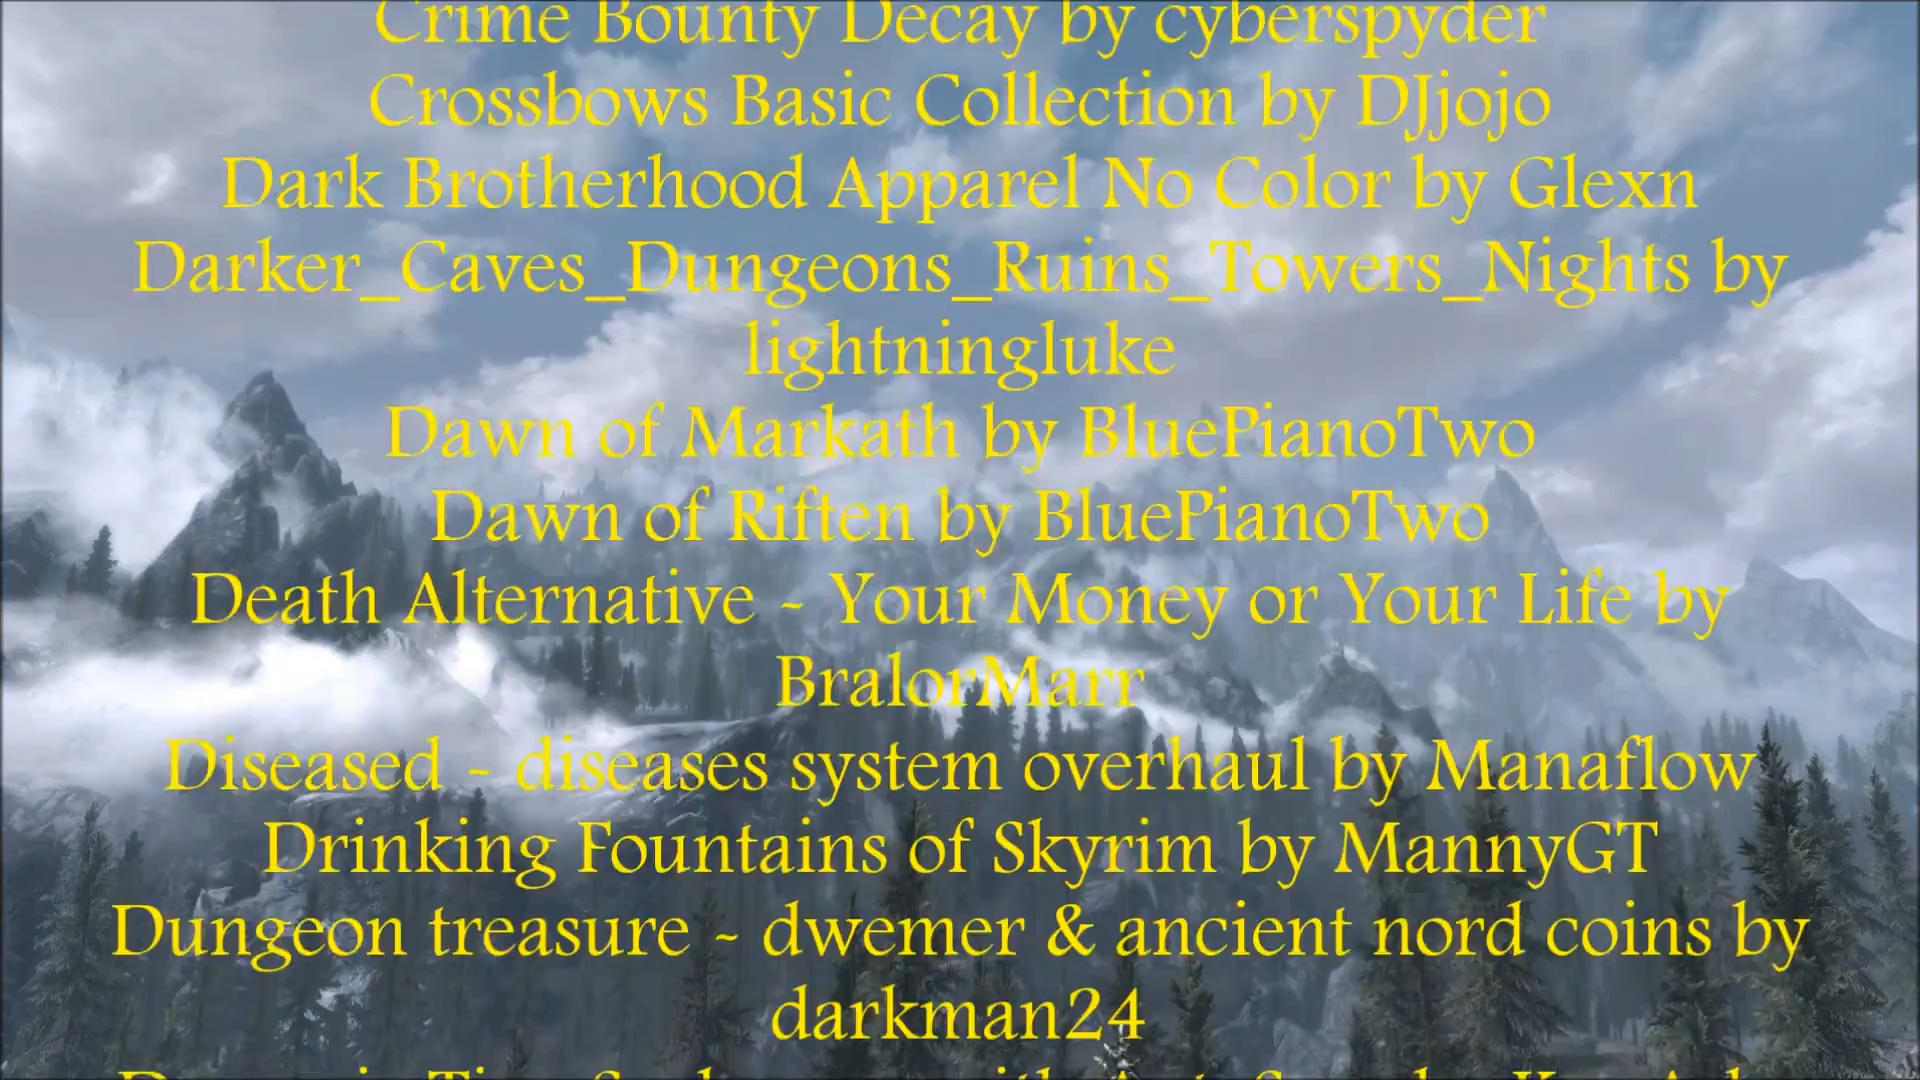 Crime Bounty Decay by cyberspyder
Crossbows Basic Collection by DJjojo
Dark Brotherhood Apparel No Color by Glexn
Darker_Caves_Dungeons_Ruins_Towers_Nights by
lightningluke
Dawn of Markath by BluePianoTwo
Dawn of Riften by BluePianoTwo
Death Alternative - Your Money or Your Life by
BralorMarr
Diseased - diseases system overhaul by Manaflow
Drinking Fountains of Skyrim by MannyGT
Dungeon treasure - dwemer & ancient nord coins by
darkman24